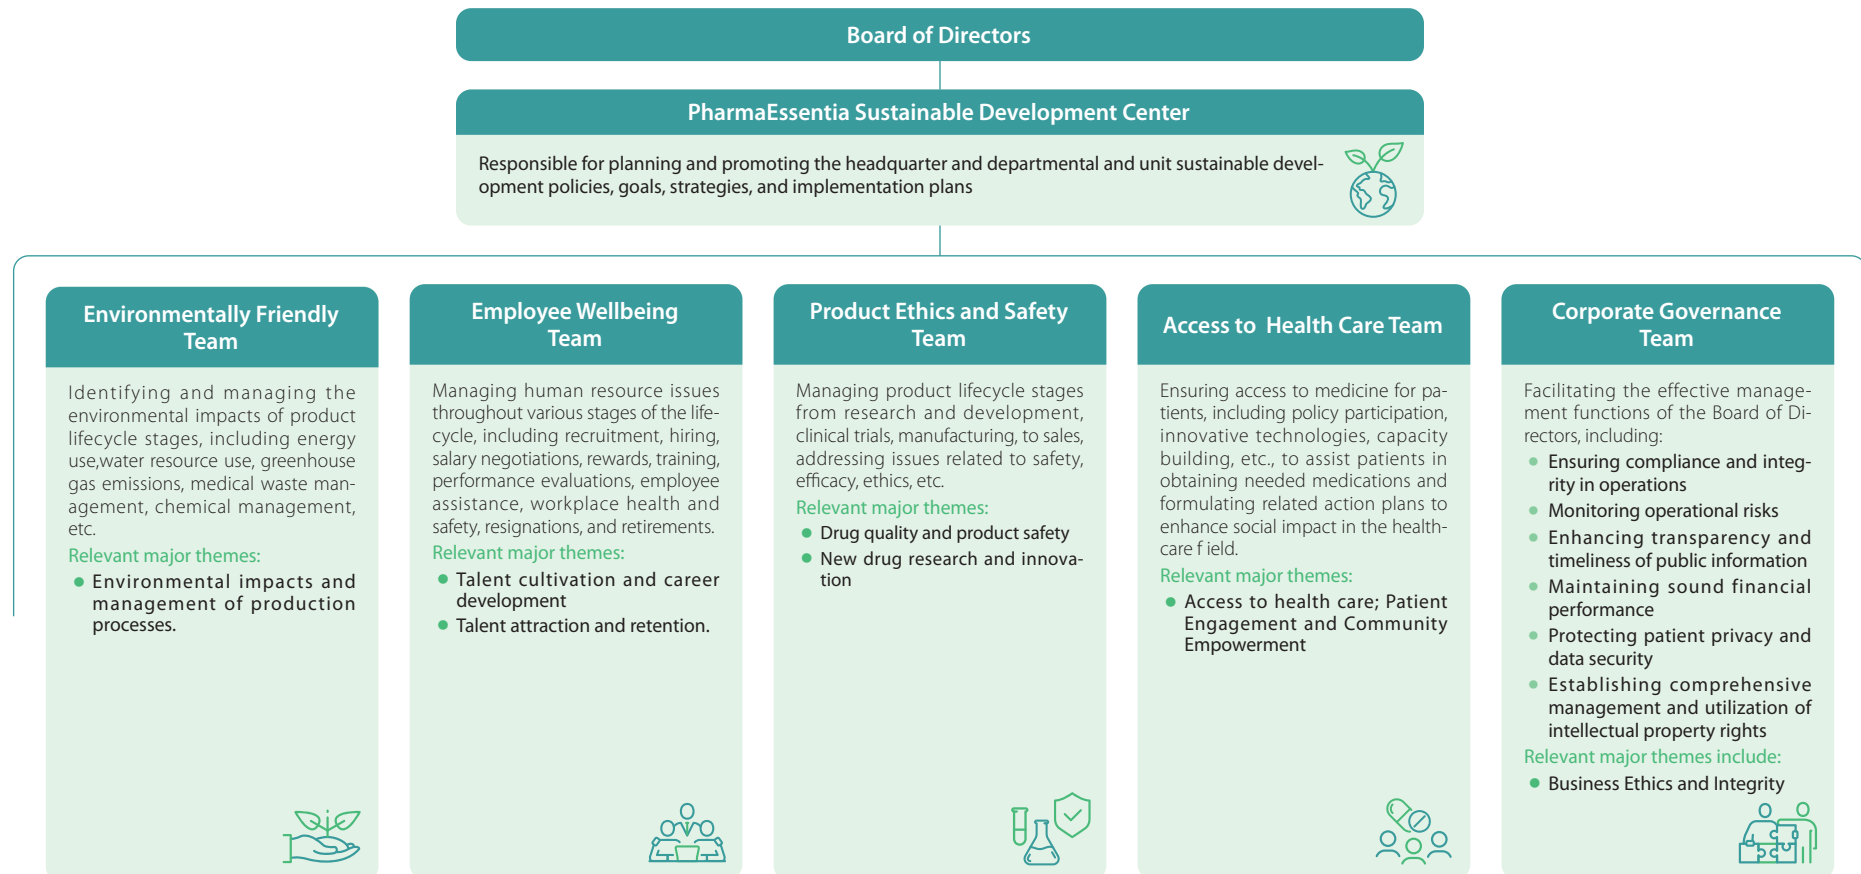 Board of Directors
PharmaEssentia Sustainable Development Center
Responsible for planning and promoting the headquarter and departmental and unit sustainable devel-
opment policies, goals, strategies, and implementation plans
Environmentally Friendly
Team
Identifying and managing the
environmental impacts of product
lifecycle stages, including energy
use,water resource use, greenhouse
gas emissions, medical waste man-
agement, chemical management,
etc.
Relevant major themes:
● Environmental impacts and
management of production
processes.
Employee Wellbeing
Team
Managing human resource issues
throughout various stages of the life-
cycle, including recruitment, hiring,
salary negotiations, rewards, training,
performance evaluations, employee
assistance, workplace health and
safety, resignations, and retirements.
Relevant major themes:
● Talent cultivation and career
development
● Talent attraction and retention.
Product Ethics and Safety
Team
Managing product lifecycle stages
from research and development,
clinical trials, manufacturing, to sales,
addressing issues related to safety,
efficacy, ethics, etc.
Relevant major themes:
● Drug quality and product safety
● New drug research and innova-
tion
Access to Health Care Team
Ensuring access to medicine for pa-
tients, including policy participation,
innovative technologies, capacity
building, etc., to assist patients in
obtaining needed medications and
formulating related action plans to
enhance social impact in the health-
care f ield.
Relevant major themes:
● Access to health care; Patient
Engagement and Community
Empowerment
Corporate Governance
Team
Facilitating the effective manage-
ment functions of the Board of Di-
rectors, including:
● Ensuring compliance and integ-
rity in operations
● Monitoring operational risks
● Enhancing transparency and
timeliness of public information
● Maintaining sound financial
performance
● Protecting patient privacy and
data security
● Establishing comprehensive
management and utilization of
intellectual property rights
Relevant major themes include:
● Business Ethics and Integrity